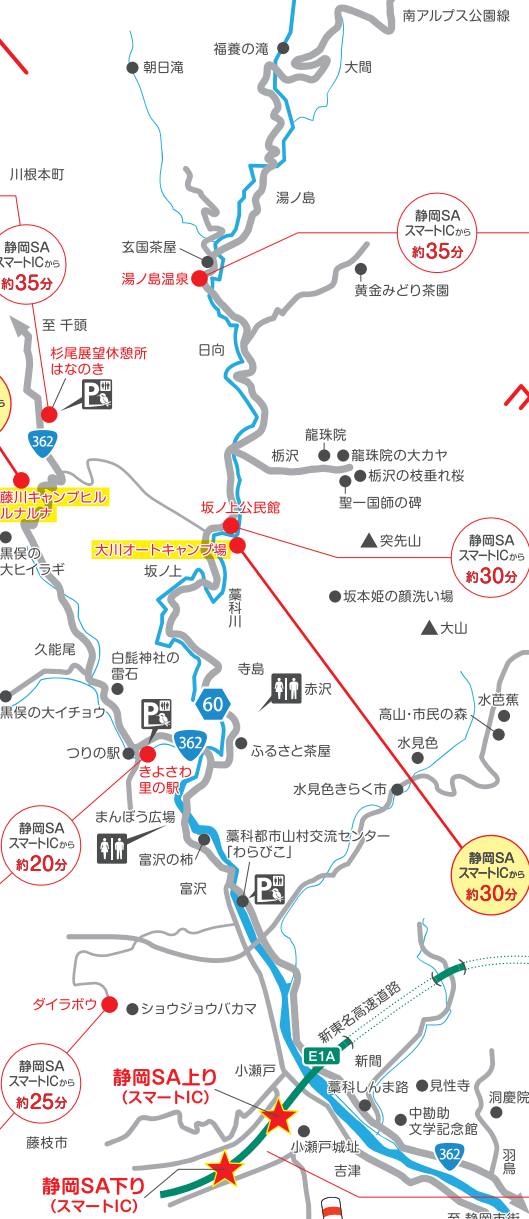 南アルプス公園線
福養の滝
大間
朝日滝
川根本町
湯ノ島
静岡SA
スマートICから
約35分
静岡SA
スマートICから
約35分
玄国茶屋
湯ノ島温泉
黄金みどり茶園
至 千頭
日向
杉尾展望休憩所
はなのき
P
362
龍珠院
龍珠院の大カヤ
栃沢
栃沢の枝垂れ桜
聖一国師の碑
藤川キャンプヒル
ルナルナ
坂ノ上公民館
大川オートキャンプ場
突先山
静岡SA
スマートICから
約30分
黒俣の
大ヒイラギ
坂ノ上
藁科川
坂本姫の顔洗い場
大山
久能尾
白髭神社の
雷石
寺島
赤沢
水芭蕉
高山・市民の森
黒俣の大イチョウ
P
60
362
ふるさと茶屋
水見色
つりの駅
きよさわ
里の駅
水見色きらく市
まんぼう広場
静岡SA
スマートICから
約20分
藁科都市山村交流センター
「わらびこ」
富沢の柿
富沢
P
静岡SA
スマートICから
約30分
新東名高速道路
ダイラボウ
ショウジョウバカマ
E1A
新間
静岡SA
スマートICから
約25分
小瀬戸
静岡SA上り
(スマートIC)
藁科しんま路
見性寺
洞慶院
中勘助
文学記念館
藤枝市
小瀬戸城址
362
羽鳥
吉津
静岡SA下り
(スマートIC)
至 静岡市街